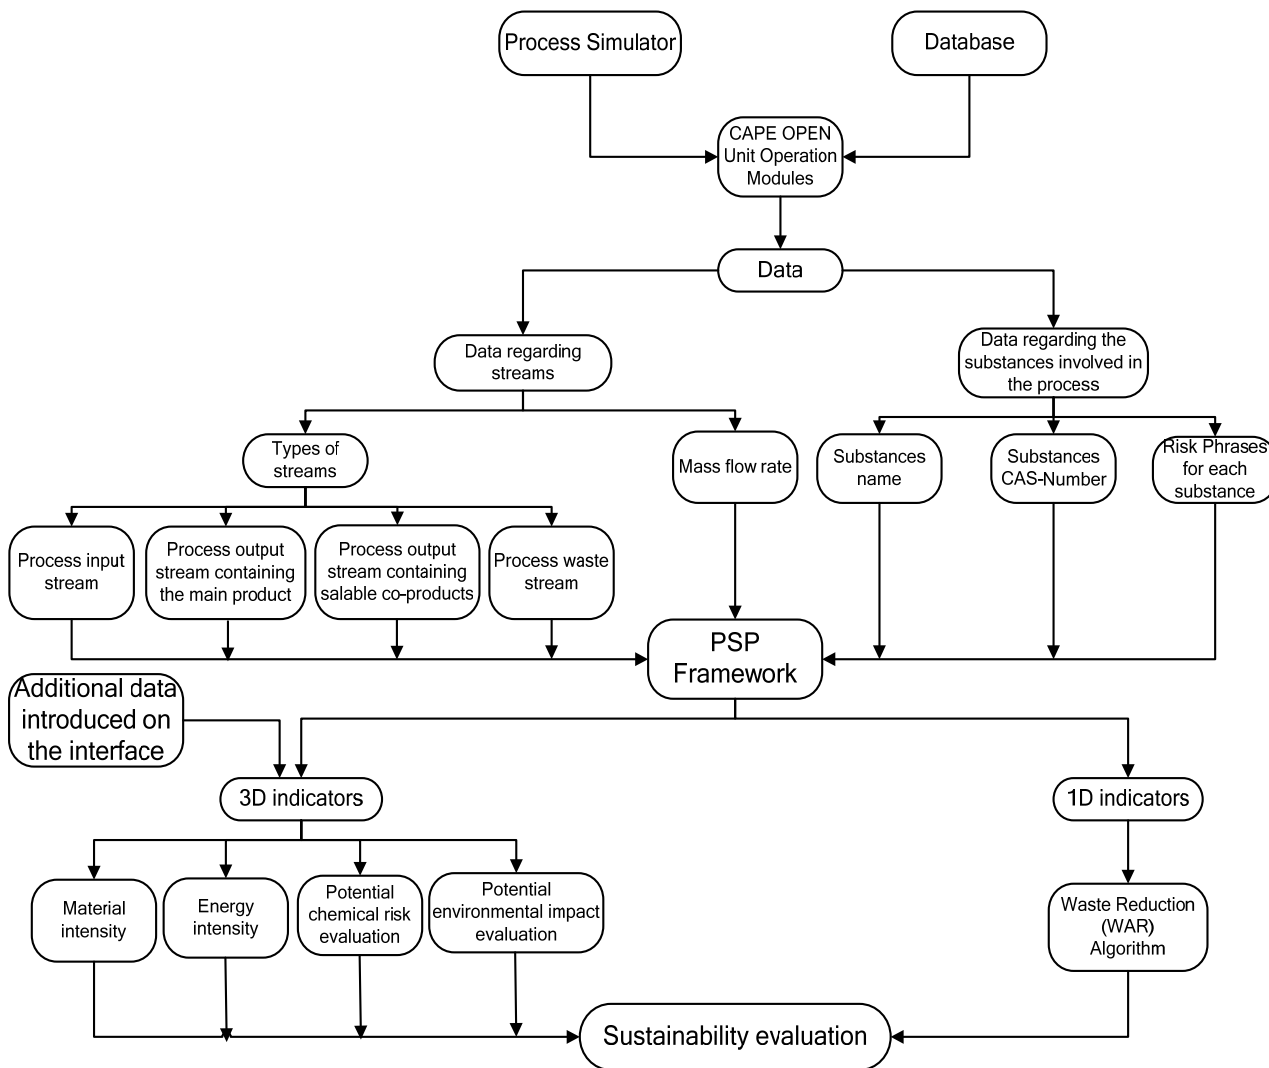 Process Simulator
Database
CAPE OPEN
Unit Operation
Modules
Data
Data regarding
streams
Data regarding the
substances involved in
the process
Types of
streams
Mass flow rate
Substances
name
Substances
CAS-Number
Risk Phrases
for each
substance
Process input
stream
Process output
stream containing
the main product
Process output
stream containing
salable co-products
Process waste
stream
PSP
Framework
Additional data
introduced on
the interface
3D indicators
1D indicators
Material
intensity
Energy
intensity
Potential
chemical risk
evaluation
Potential
environmental impact
evaluation
Waste Reduction
(WAR)
Algorithm
Sustainability evaluation